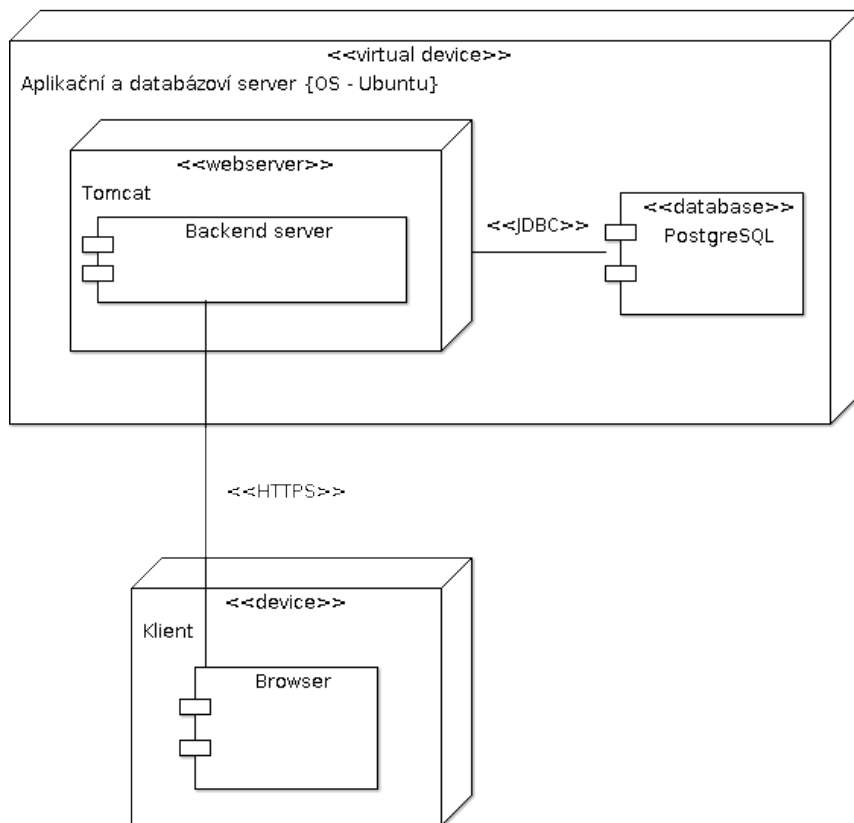 <<virtual device>>
Aplikační a databázoví server {OS - Ubuntu}
<<webserver>>
Tomcat
Backend server
<<JDBC>>
<<database>>
PostgreSQL
<<HTTPS>>
<<device>>
Klient
Browser